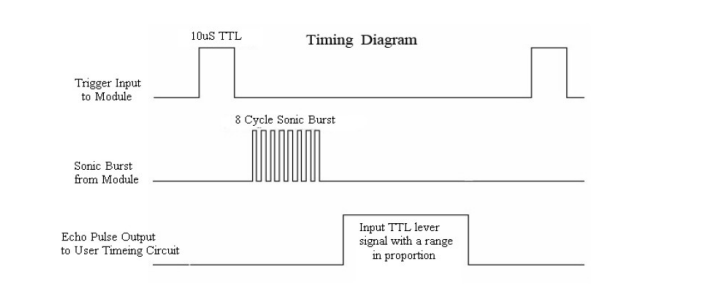 10uS TTL
Timing Diagram
Trigger Input
to Module
8 Cycle Sonic Burst
Sonic Burst
from Module
Echo Pulse Output
to User Timeing Circuit
Input TTL lever
signal with a range
in proportion